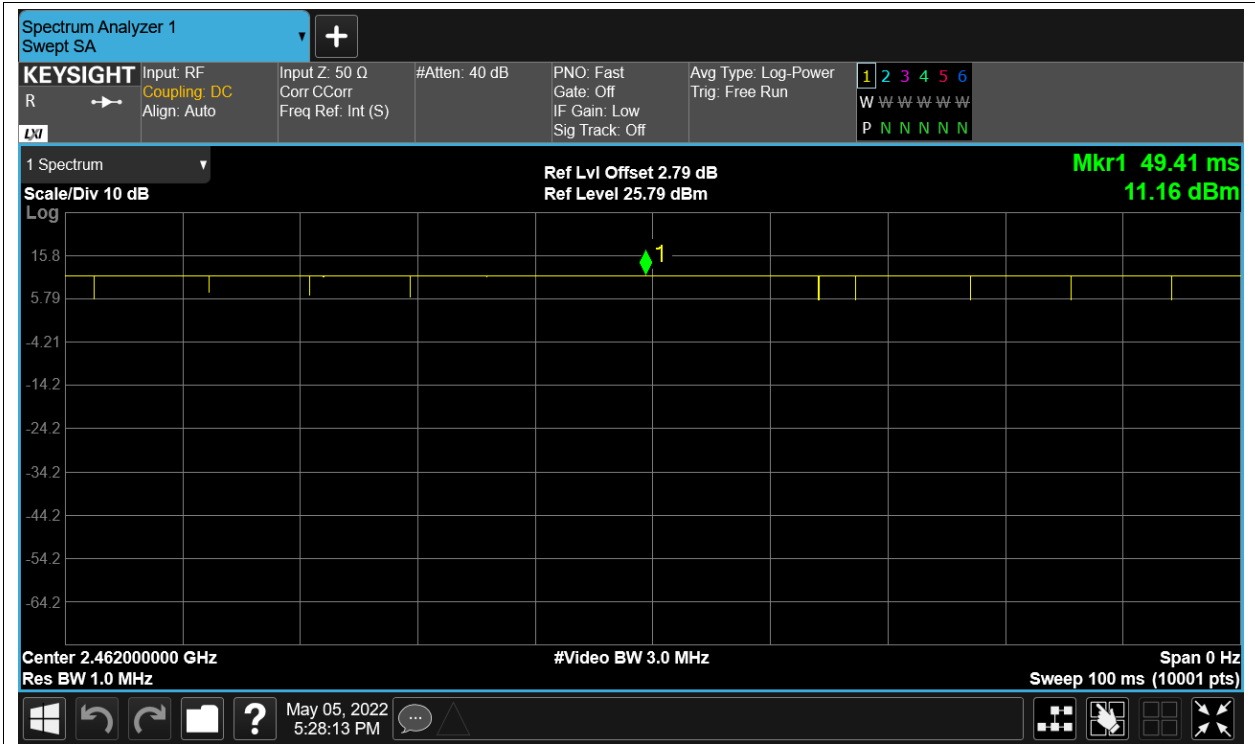 Spectrum Analyzer 1
Swept SA
+
KEYSIGHT
R
LXI
Input: RF
Coupling: DC
Align: Auto
Input Z: 50 Ω
Corr CCorr
Freq Ref: Int (S)
#Atten: 40 dB
PNO: Fast
Gate: Off
IF Gain: Low
Sig Track: Off
Avg Type: Log-Power
Trig: Free Run
1 2 3 4 5 6
W W W W W W
P N N N N N
1 Spectrum
Scale/Div 10 dB
Log
Ref Lvl Offset 2.79 dB
Ref Level 25.79 dBm
Mkr1 49.41 ms
11.16 dBm
1
15.8
5.79
-4.21
-14.2
-24.2
-34.2
-44.2
-54.2
-64.2
Center 2.462000000 GHz
Res BW 1.0 MHz
#Video BW 3.0 MHz
Span 0 Hz
Sweep 100 ms (10001 pts)
?
May 05, 2022
5:28:13 PM